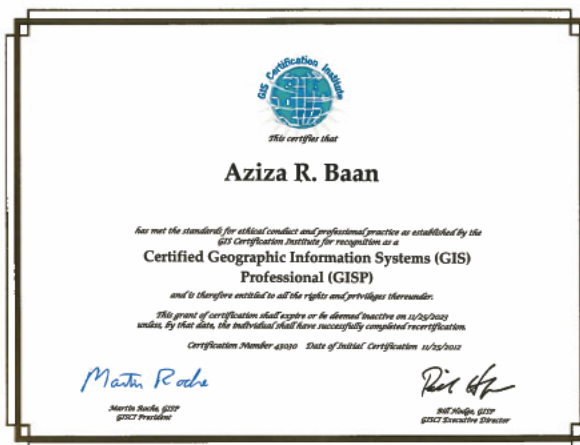 GIS Certification Institute
This certifies that
Aziza R. Baan
has met the standards for ethical conduct and professional practice as established by the
GIS Certification Institute for recognition as a
Certified Geographic Information Systems (GIS)
Professional (GISP)
and is therefore entitled to all the rights and privileges thereunder.
This grant of certification shall expire or be deemed inactive on 11/25/2023
unless, by that date, the individual shall have successfully completed recertification.
Certification Number 43030 Date of Initial Certification 11/25/2012
Martin Roche
Martin Roche, GISP
GISCI President
Bill Hodge, GISP
GISCI Executive Director